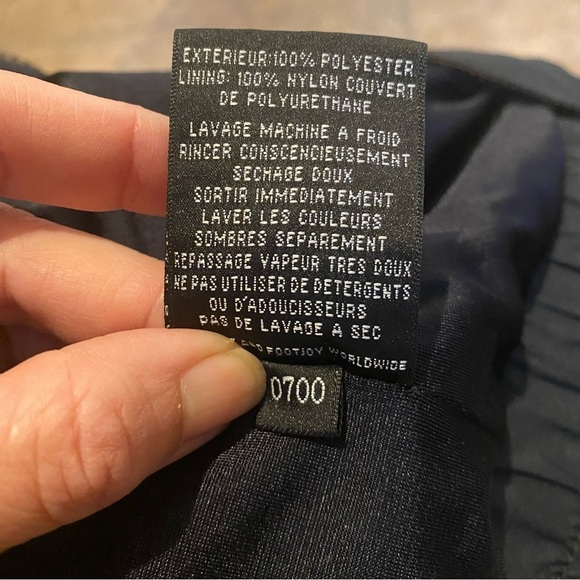 EXTERIEUR:100% POLYESTER
LINING: 100% NYLON COUVERT
DE POLYURETHANE
LAVAGE MACHINE A FROID
RINCER CONSCENCIEUSEMENT
SECHAGE DOUX
SORTIR IMMEDIATEMENT
LAVER LES COULEURS
SOMBRES SEPAREMENT
REPASSAGE VAPEUR TRES DOUX
NE PAS UTILISER DE DETERGENTS
OU D'ADOUCISSEURS
PAS DE LAVAGE A SEC
AND FOOTJOY WORLDWIDE
0700